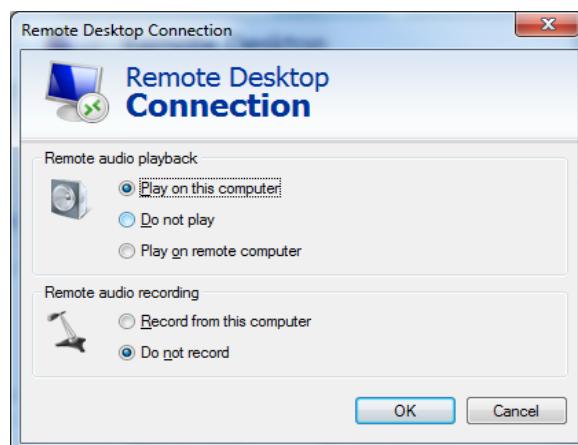 Remote Desktop Connection
Remote Desktop
Connection
Remote audio playback
Play on this computer
Do not play
Play on remote computer
Remote audio recording
Record from this computer
Do not record
OK
Cancel